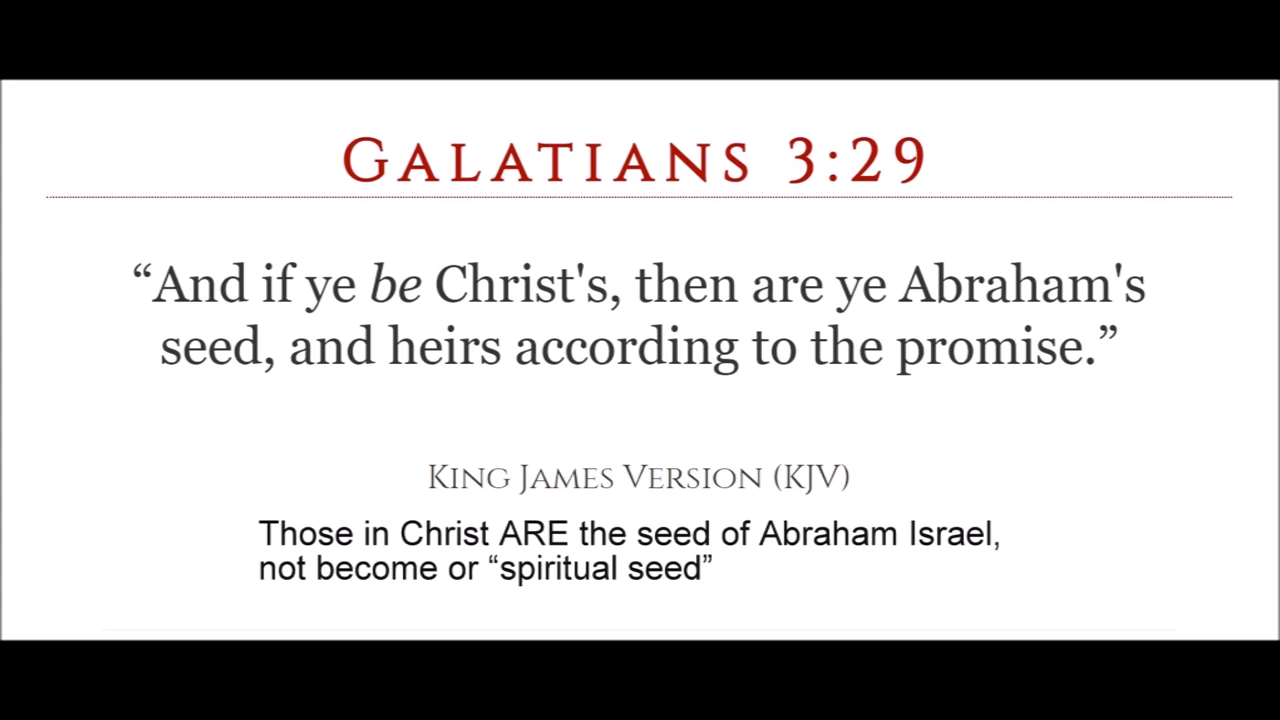 GALATIANS 3:29
“And if ye be Christ's, then are ye Abraham's
seed, and heirs according to the promise.”
KING JAMES VERSION (KJV)
Those in Christ ARE the seed of Abraham Israel,
not become or “spiritual seed”